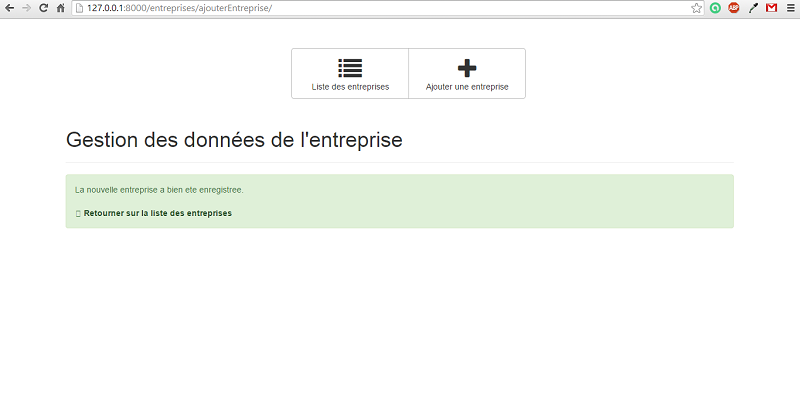 127.0.0.1:8000/entreprises/ajouterEntreprise/
ABP
Liste des entreprises
Ajouter une entreprise
Gestion des données de l'entreprise
La nouvelle entreprise a bien ete enregistree.
Retourner sur la liste des entreprises